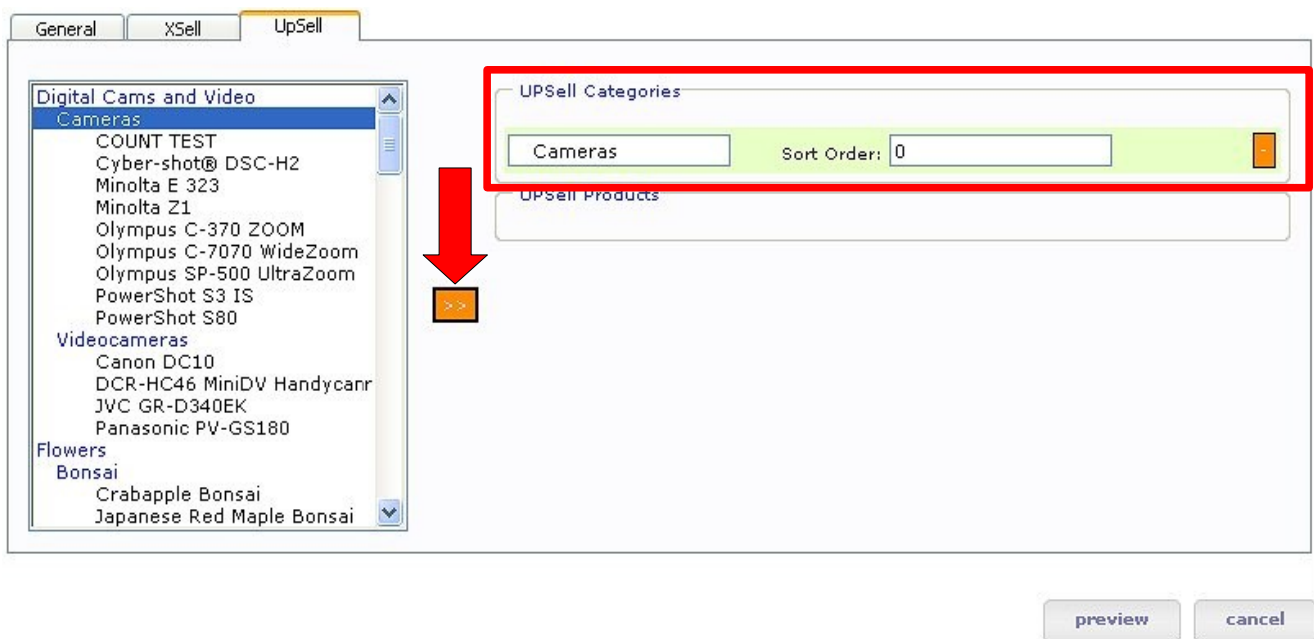 General XSell UpSell
Digital Cams and Video
Cameras
COUNT TEST
Cyber-shot® DSC-H2
Minolta E 323
Minolta Z1
Olympus C-370 ZOOM
Olympus C-7070 WideZoom
Olympus SP-500 UltraZoom
PowerShot S3 IS
PowerShot S80
Videocameras
Canon DC10
DCR-HC46 MiniDV Handycam
JVC GR-D340EK
Panasonic PV-GS180
Flowers
Bonsai
Crabapple Bonsai
Japanese Red Maple Bonsai
>>
UPSell Categories
Cameras Sort Order: 0 -
UPSell Products
preview cancel